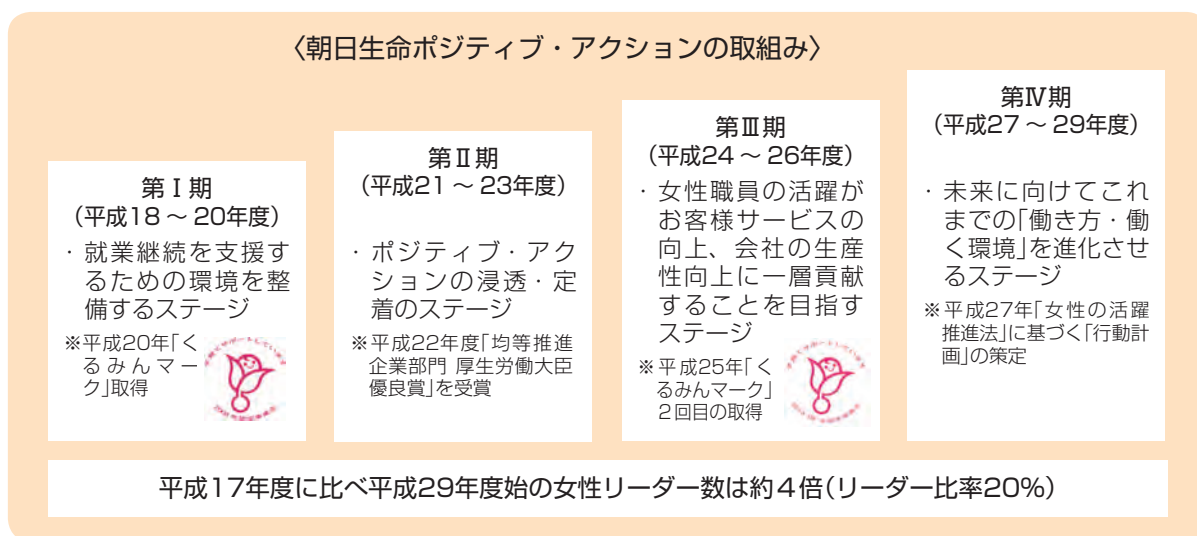 〈朝日生命ポジティブ・アクションの取組み〉
第Ⅰ期
（平成18～20年度）
・就業継続を支援す
るための環境を整
備するステージ
※平成20年「く
るみんマー
ク」取得
第Ⅱ期
（平成21～23年度）
・ポジティブ・アク
ションの浸透・定
着のステージ
※平成22年度「均等推進
企業部門 厚生労働大臣
優良賞」を受賞
第Ⅲ期
（平成24～26年度）
・女性職員の活躍が
お客様サービスの
向上、会社の生産
性向上に一層貢献
することを目指す
ステージ
※平成25年「く
るみんマーク」
２回目の取得
第Ⅳ期
（平成27～29年度）
・未来に向けてこれ
までの「働き方・働
く環境」を進化させ
るステージ
※平成27年「女性の活躍
推進法」に基づく「行動計
画」の策定
平成17年度に比べ平成29年度始の女性リーダー数は約４倍（リーダー比率20%）